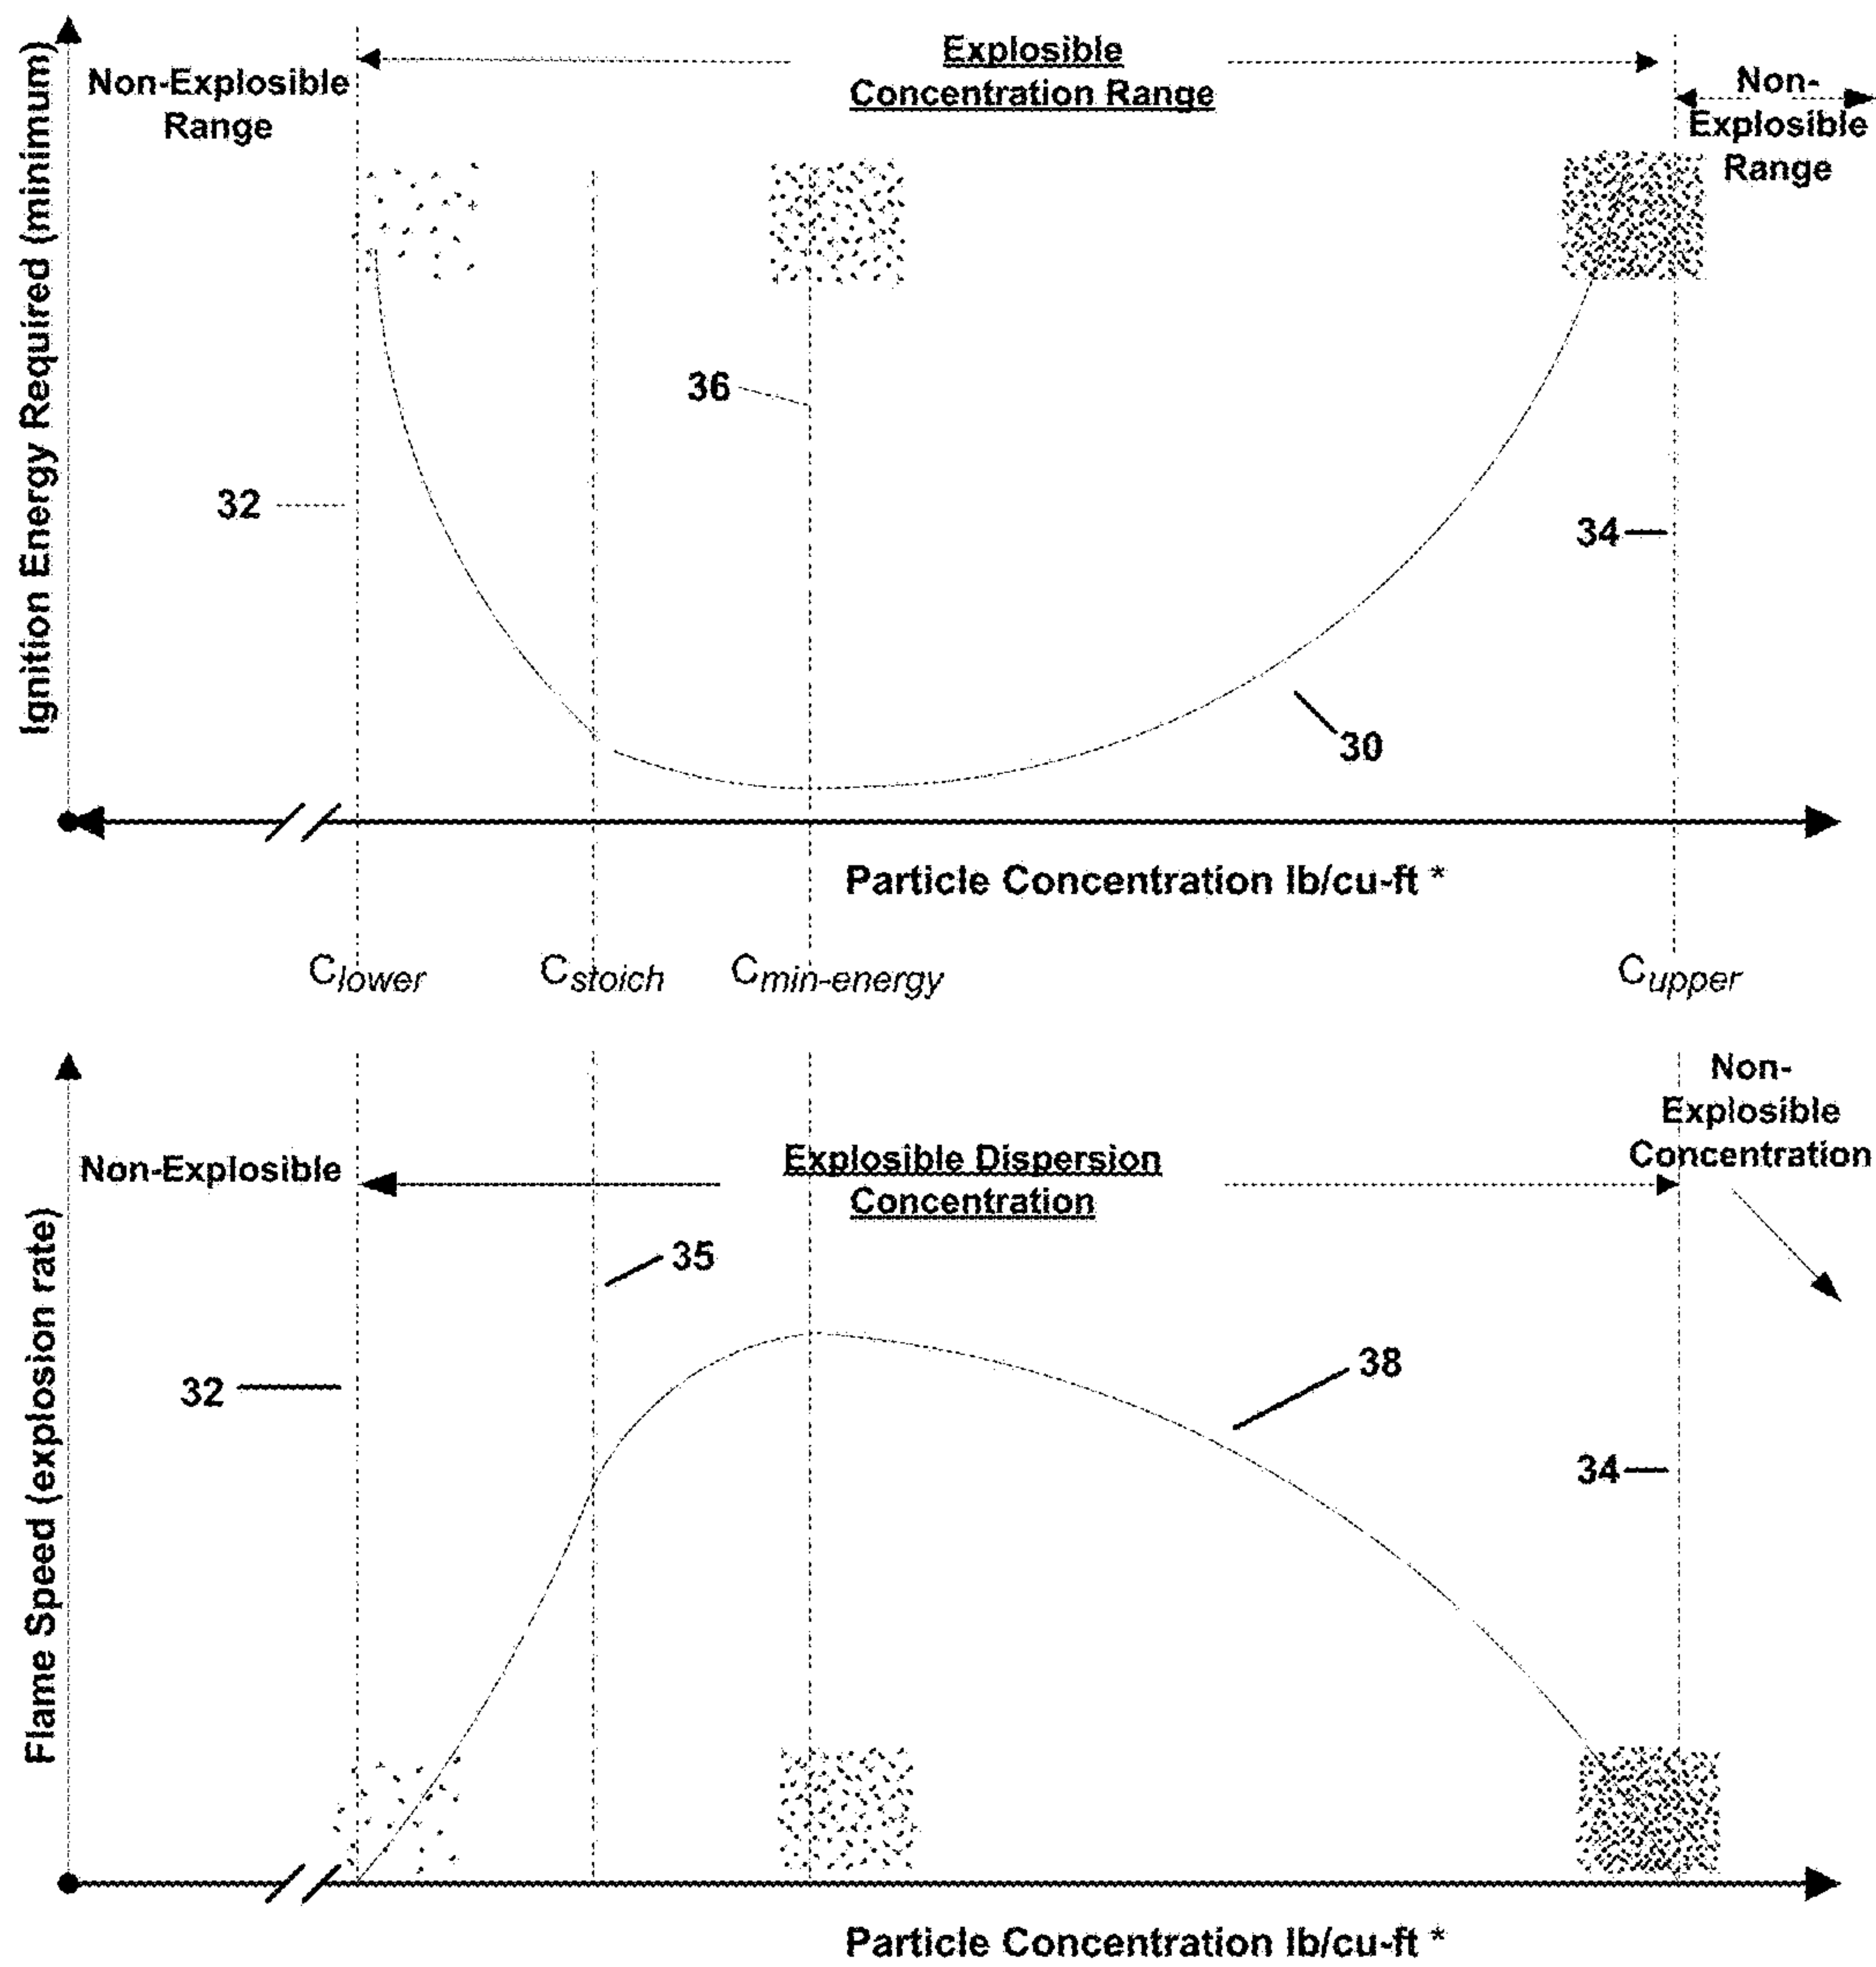 Ignition Energy Required (minimum)
Non-Explosible
Range
Explosible
Concentration Range
Non-
Explosible
Range
36
32
34
30
Particle Concentration lb/cu-ft *
Clower
Cstoich
Cmin-energy
Cupper
Flame Speed (explosion rate)
Non-Explosible
Explosible Dispersion
Concentration
Non-
Explosible
Concentration
35
32
38
34
Particle Concentration lb/cu-ft *